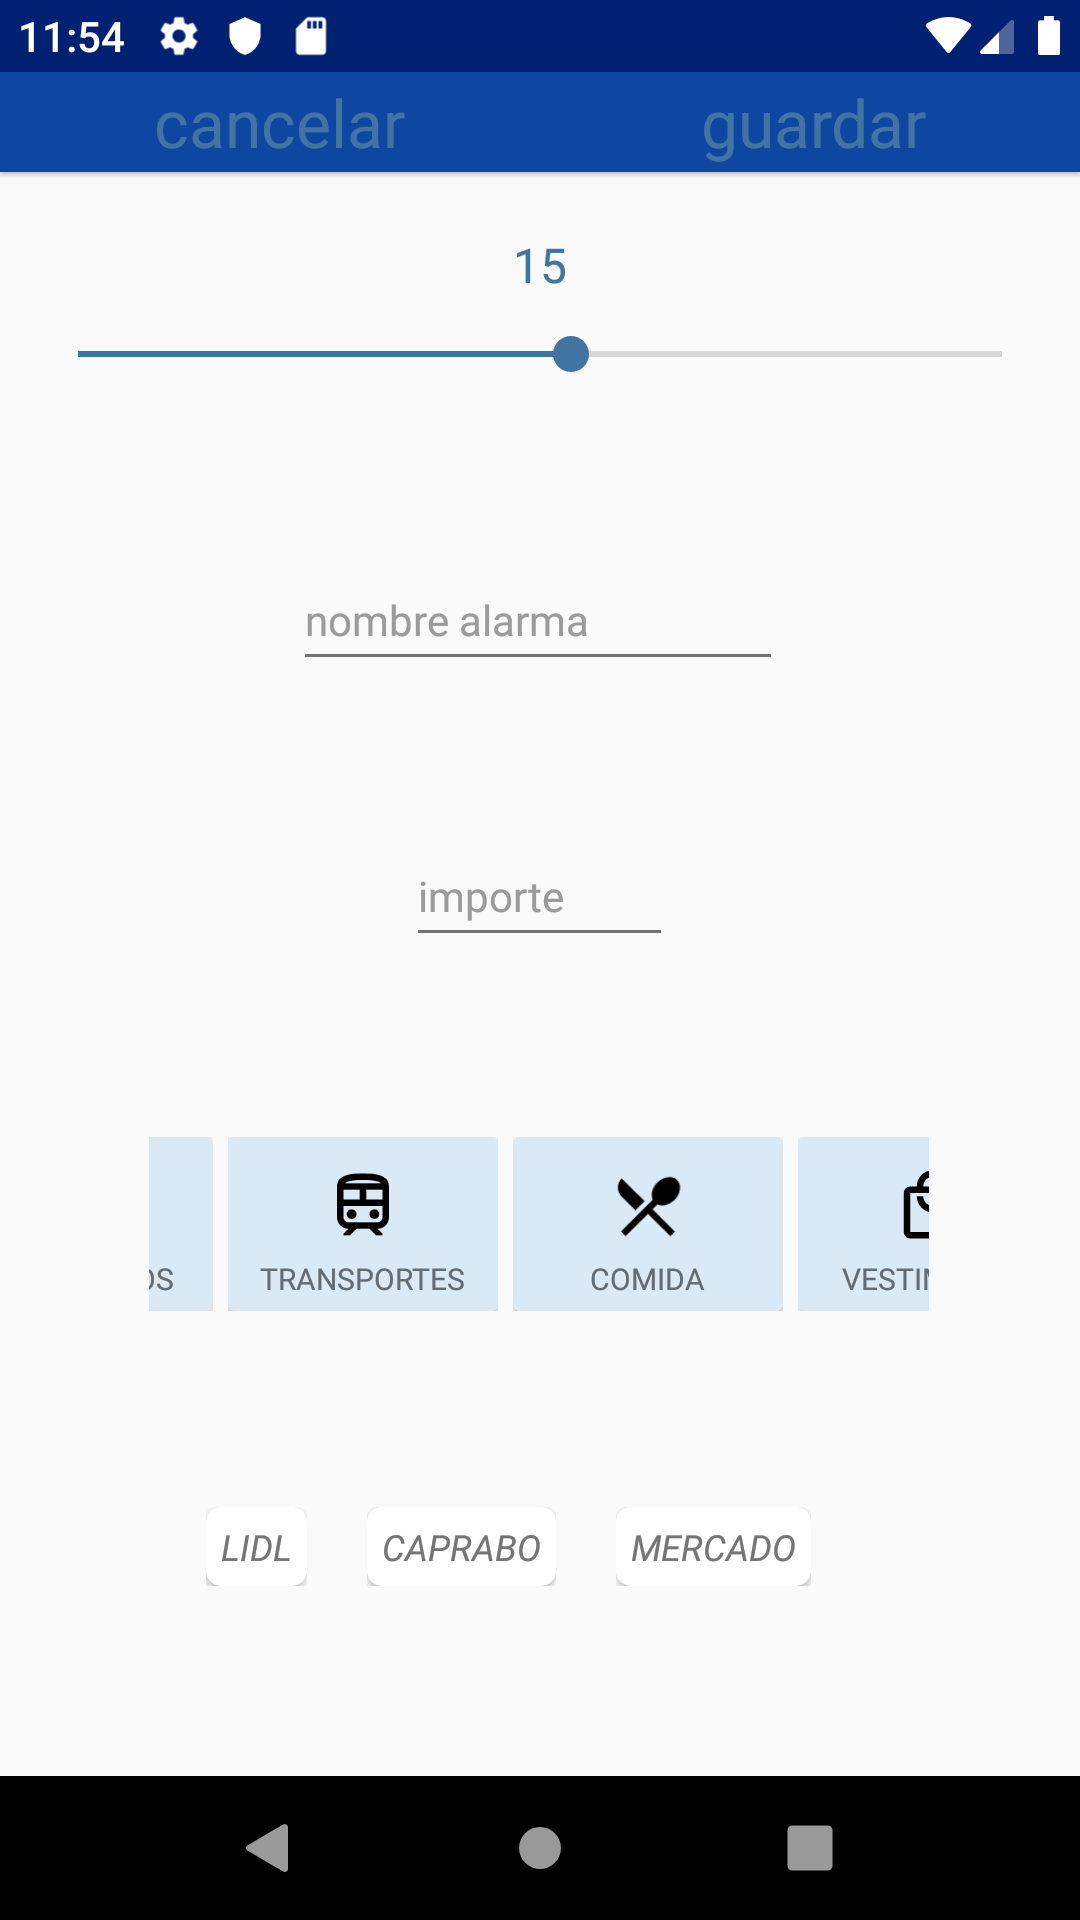 11:54
cancelar guardar
15
nombre alarma
importe
TRANSPORTES COMIDA
LIDL CAPRABO MERCADO